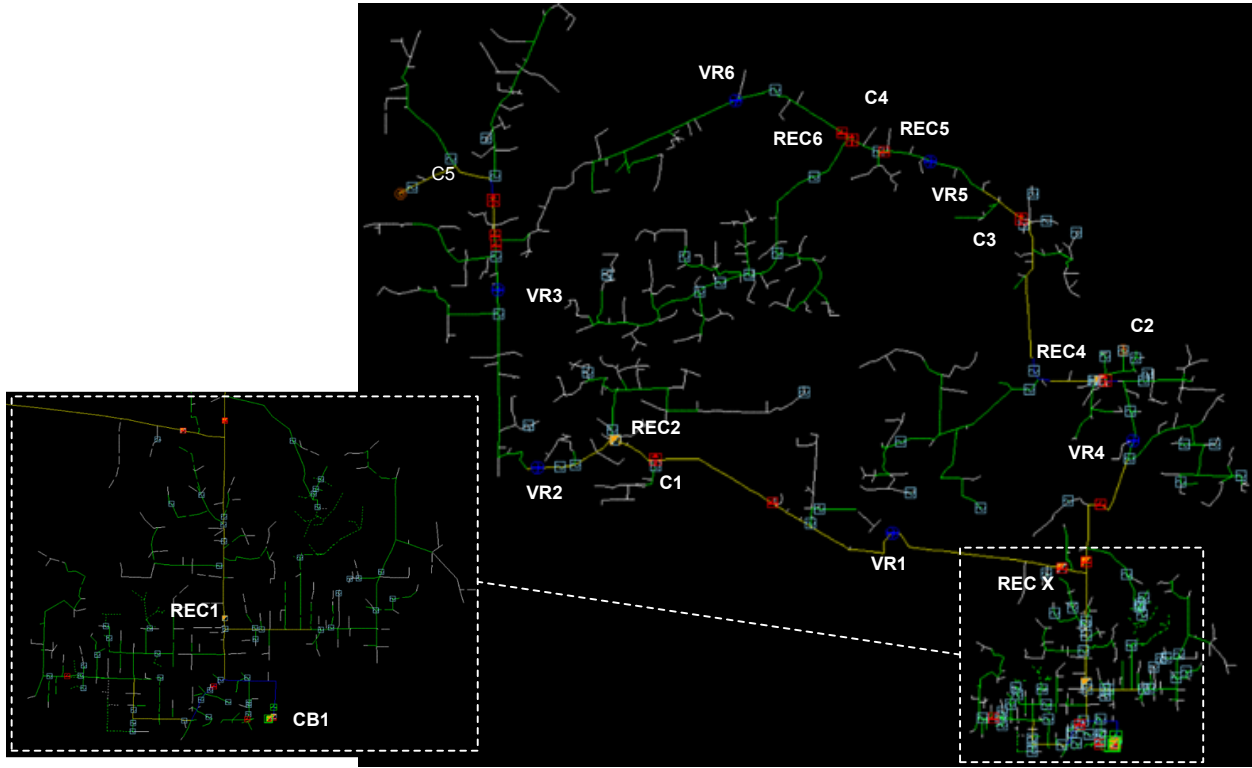 VR6
C4
REC6
REC5
C5
VR5
C3
VR3
C2
REC4
REC2
VR4
VR2
C1
VR1
REC X
REC1
CB1